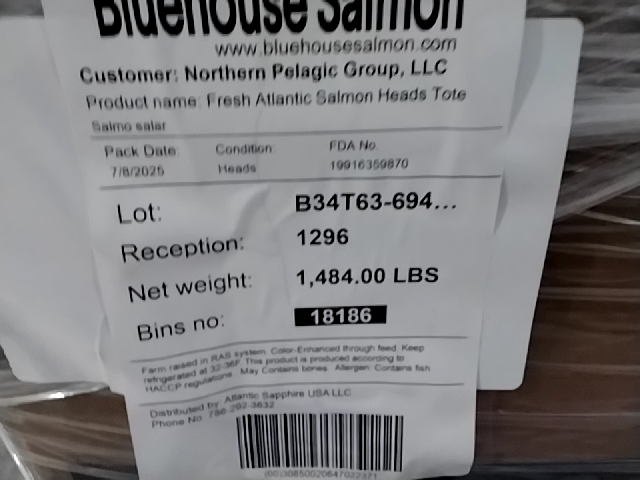 Bluehouse Salmon
www.bluehousesalmon.com
Customer: Northern Pelagic Group, LLC
Product name: Fresh Atlantic Salmon Heads Tote
Salmo salar
Pack Date: Condition: FDA No.
7/8/2025 Heads 19916359870
Lot: B34T63-694...
Reception: 1296
Net weight: 1,484.00 LBS
Bins no: 18186
Farm raised in RAS system. Color-Enhanced through feed. Keep
refrigerated at 32-36F. This product is produced according to
HACCP regulations. May Contains bones. Allergen: Contains fish
Distributed by: Atlantic Sapphire USA LLC
Phone No. 786-292-3632